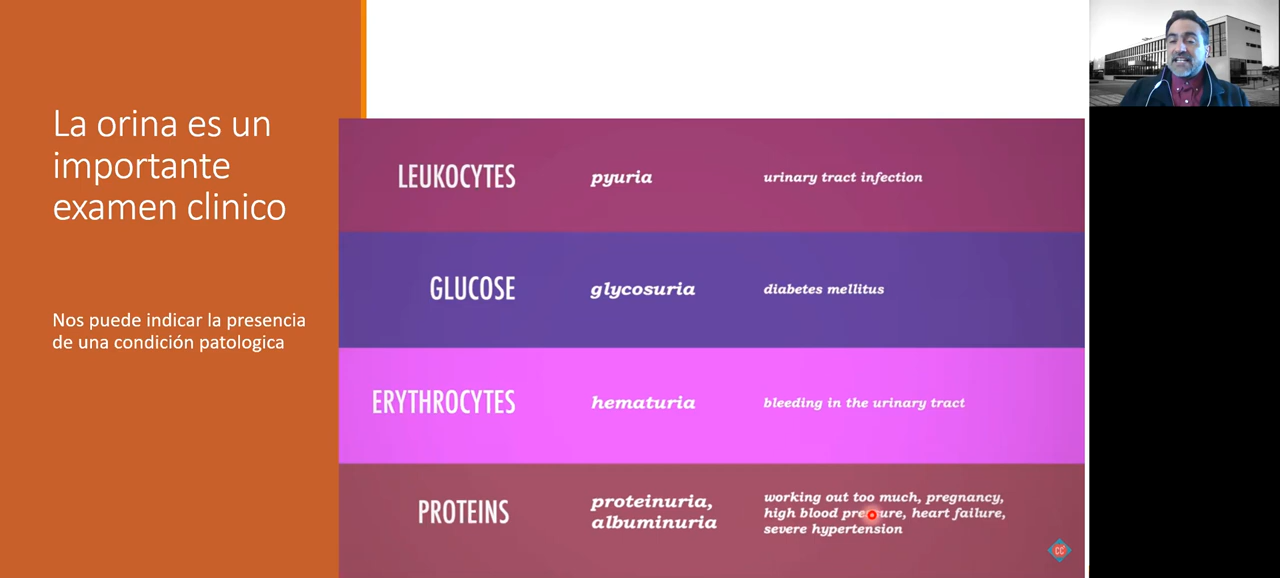 La orina es un
importante
examen clinico
Nos puede indicar la presencia
de una condición patologica
LEUKOCYTES pyuria urinary tract infection
GLUCOSE glycosuria diabetes mellitus
ERYTHROCYTES hematuria bleeding in the urinary tract
PROTEINS
proteinuria,
albuminuria
working out too much, pregnancy,
high blood pressure, heart failure,
severe hypertension
CC